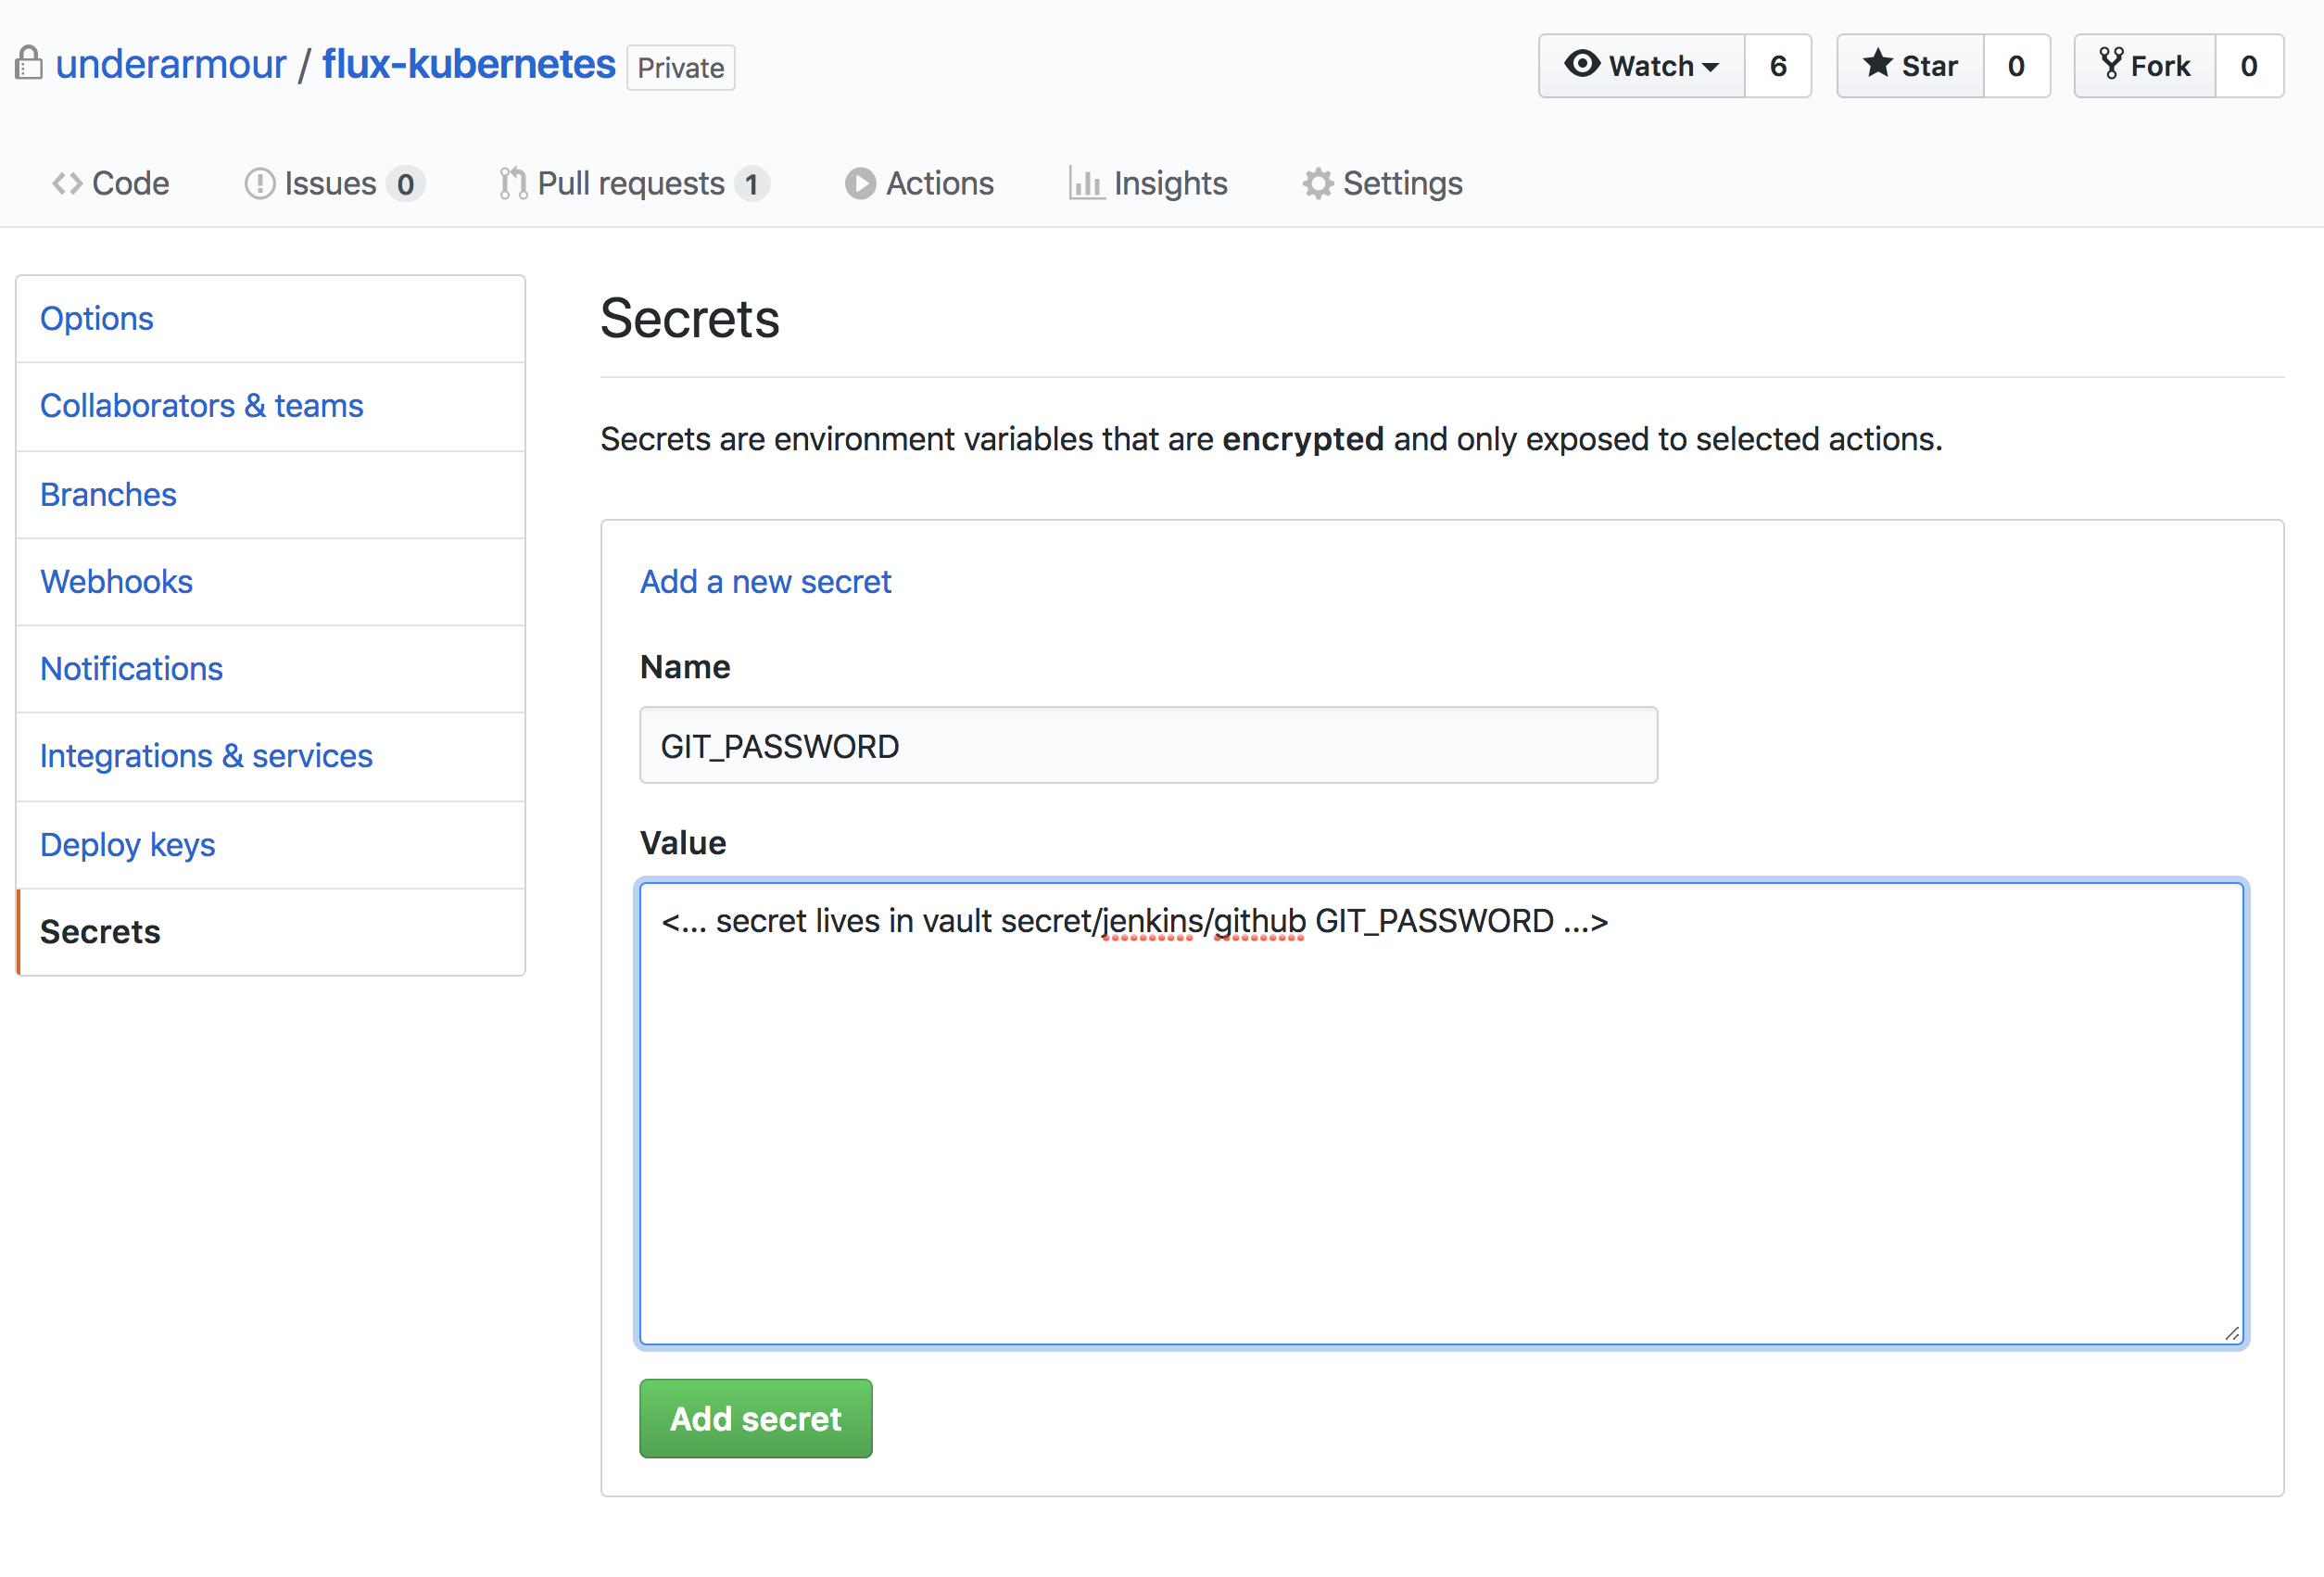 underarmour / flux-kubernetes Private
Watch 6 Star 0 Fork 0
Code Issues 0 Pull requests 1 Actions Insights Settings
Options
Collaborators & teams
Branches
Webhooks
Notifications
Integrations & services
Deploy keys
Secrets
Secrets
Secrets are environment variables that are encrypted and only exposed to selected actions.
Add a new secret
Name
GIT_PASSWORD
Value
<... secret lives in vault secret/jenkins/github GIT_PASSWORD ...>
Add secret